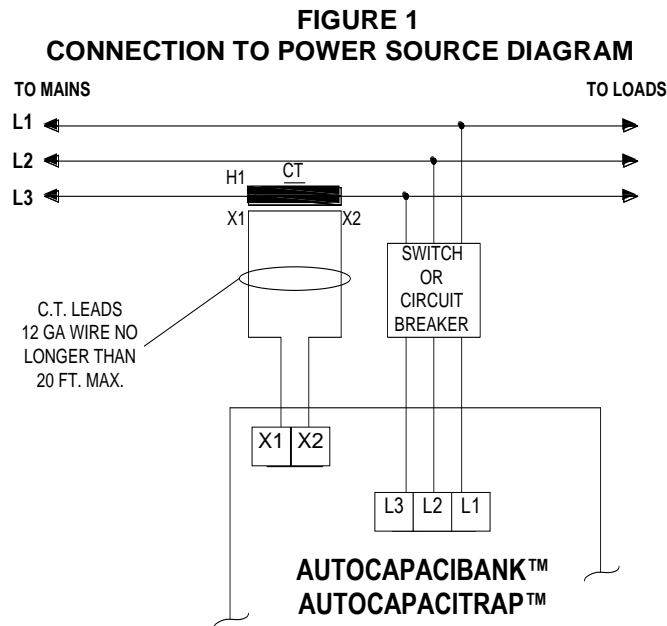 FIGURE 1
CONNECTION TO POWER SOURCE DIAGRAM
TO MAINS
TO LOADS
L1
L2
H1
CT
L3
X1
X2
SWITCH
OR
CIRCUIT
BREAKER
C.T. LEADS
12 GA WIRE NO
LONGER THAN
20 FT. MAX.
X1 X2
L3 L2 L1
AUTOCAPACIBANK™
AUTOCAPACITRAP™